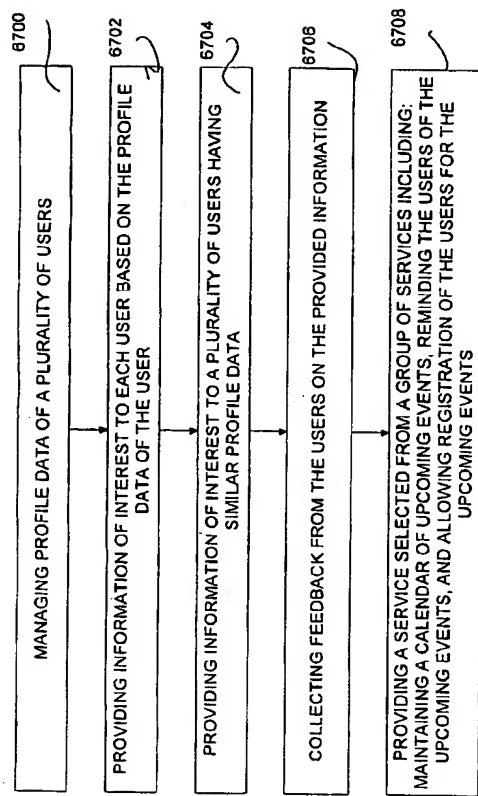 6700
MANAGING PROFILE DATA OF A PLURALITY OF USERS
6702
PROVIDING INFORMATION OF INTEREST TO EACH USER BASED ON THE PROFILE
DATA OF THE USER
6704
PROVIDING INFORMATION OF INTEREST TO A PLURALITY OF USERS HAVING
SIMILAR PROFILE DATA
6706
COLLECTING FEEDBACK FROM THE USERS ON THE PROVIDED INFORMATION
6708
PROVIDING A SERVICE SELECTED FROM A GROUP OF SERVICES INCLUDING:
MAINTAINING A CALENDAR OF UPCOMING EVENTS, REMINDING THE USERS OF THE
UPCOMING EVENTS, AND ALLOWING REGISTRATION OF THE USERS FOR THE
UPCOMING EVENTS